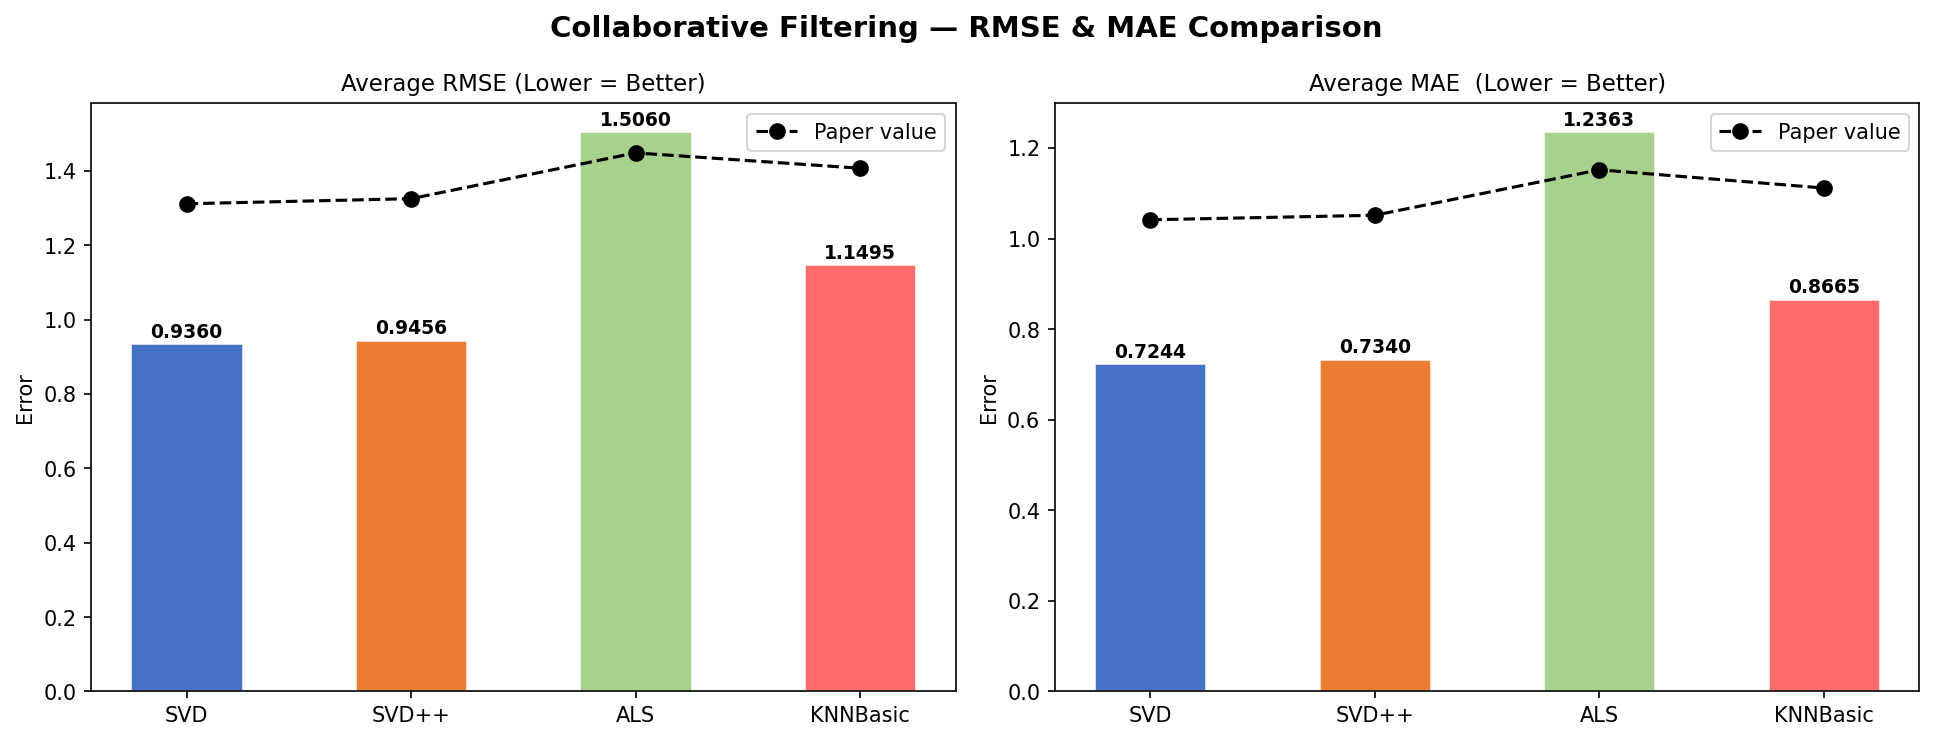 Collaborative Filtering — RMSE & MAE Comparison
Average RMSE (Lower = Better)
Paper value
Error
1.4
1.2
1.0
0.8
0.6
0.4
0.2
0.0
0.9360
0.9456
1.5060
1.1495
SVD
SVD++
ALS
KNNBasic
Average MAE  (Lower = Better)
Paper value
Error
1.2
1.0
0.8
0.6
0.4
0.2
0.0
0.7244
0.7340
1.2363
0.8665
SVD
SVD++
ALS
KNNBasic